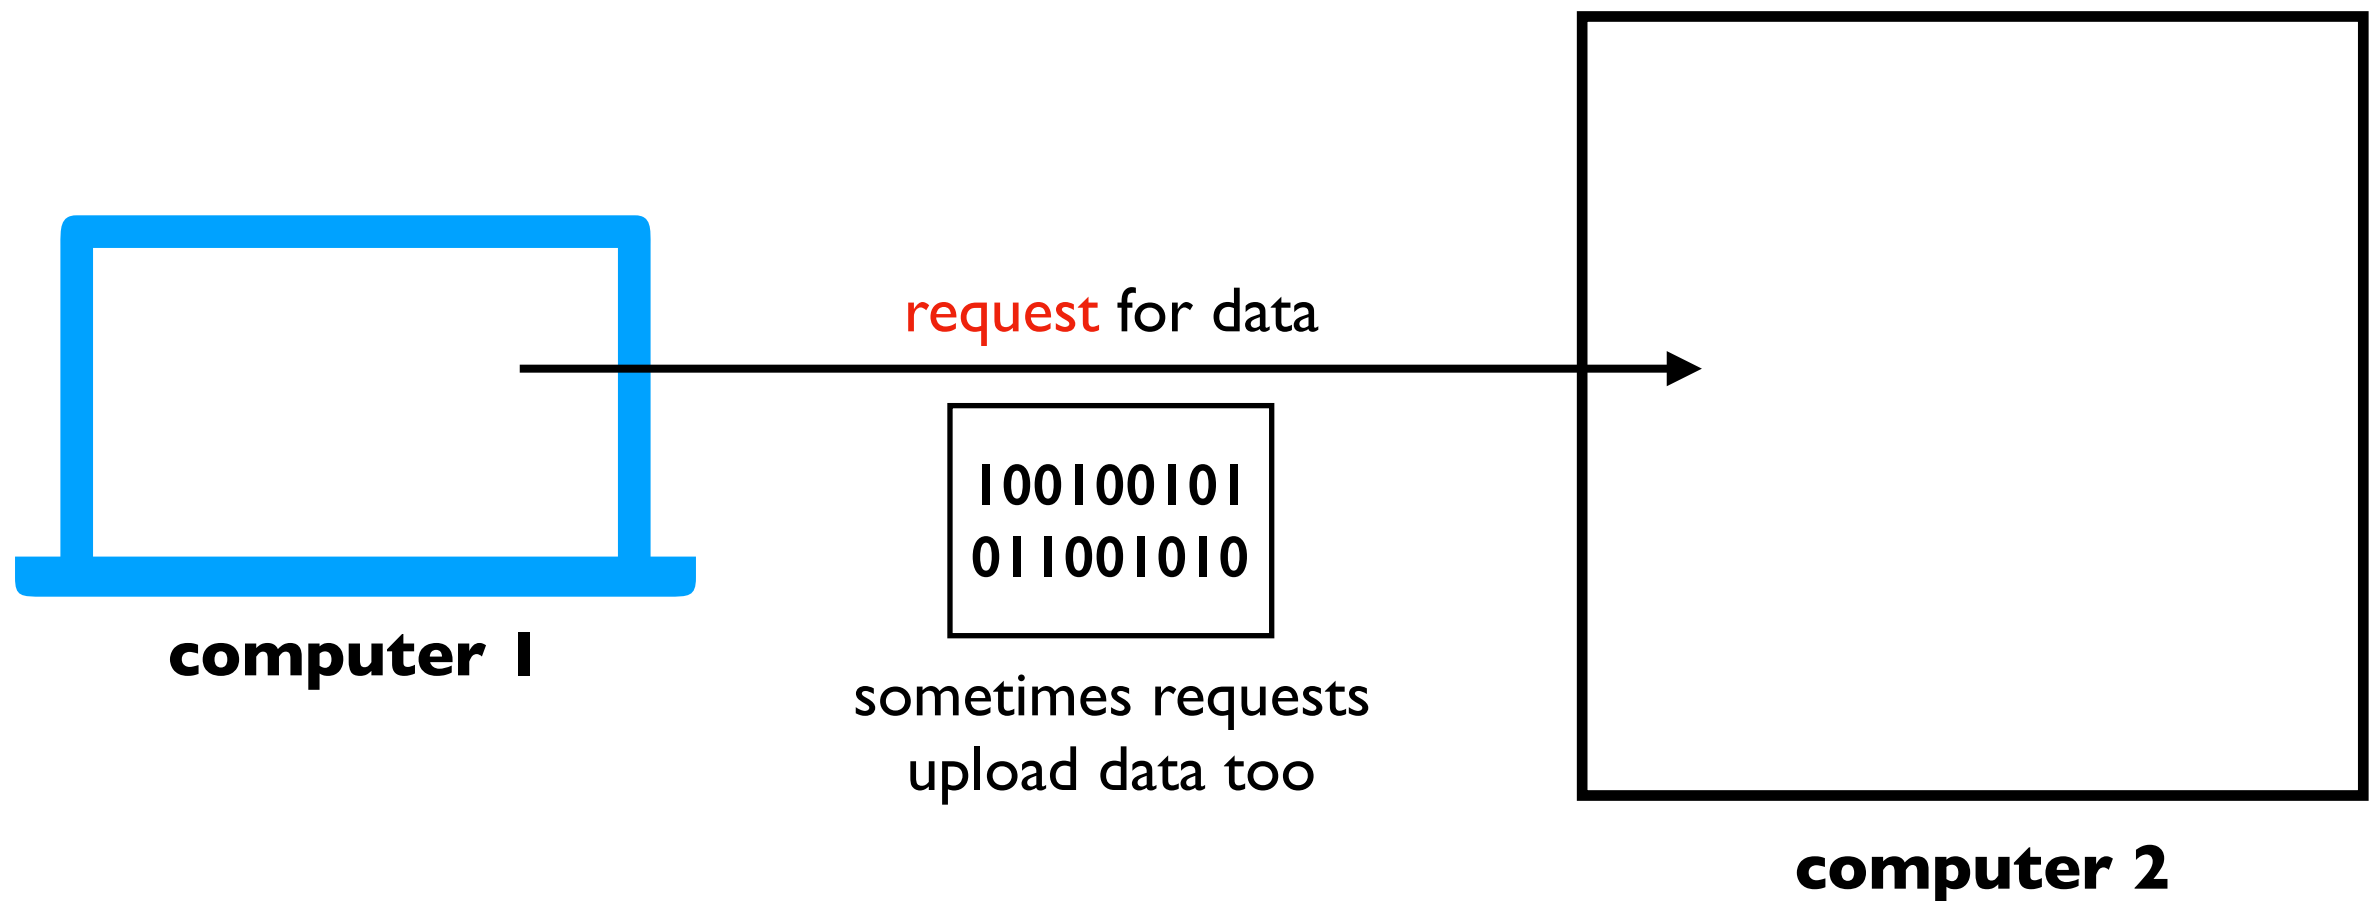 request for data
100100101
011001010
computer 1
sometimes requests
upload data too
computer 2